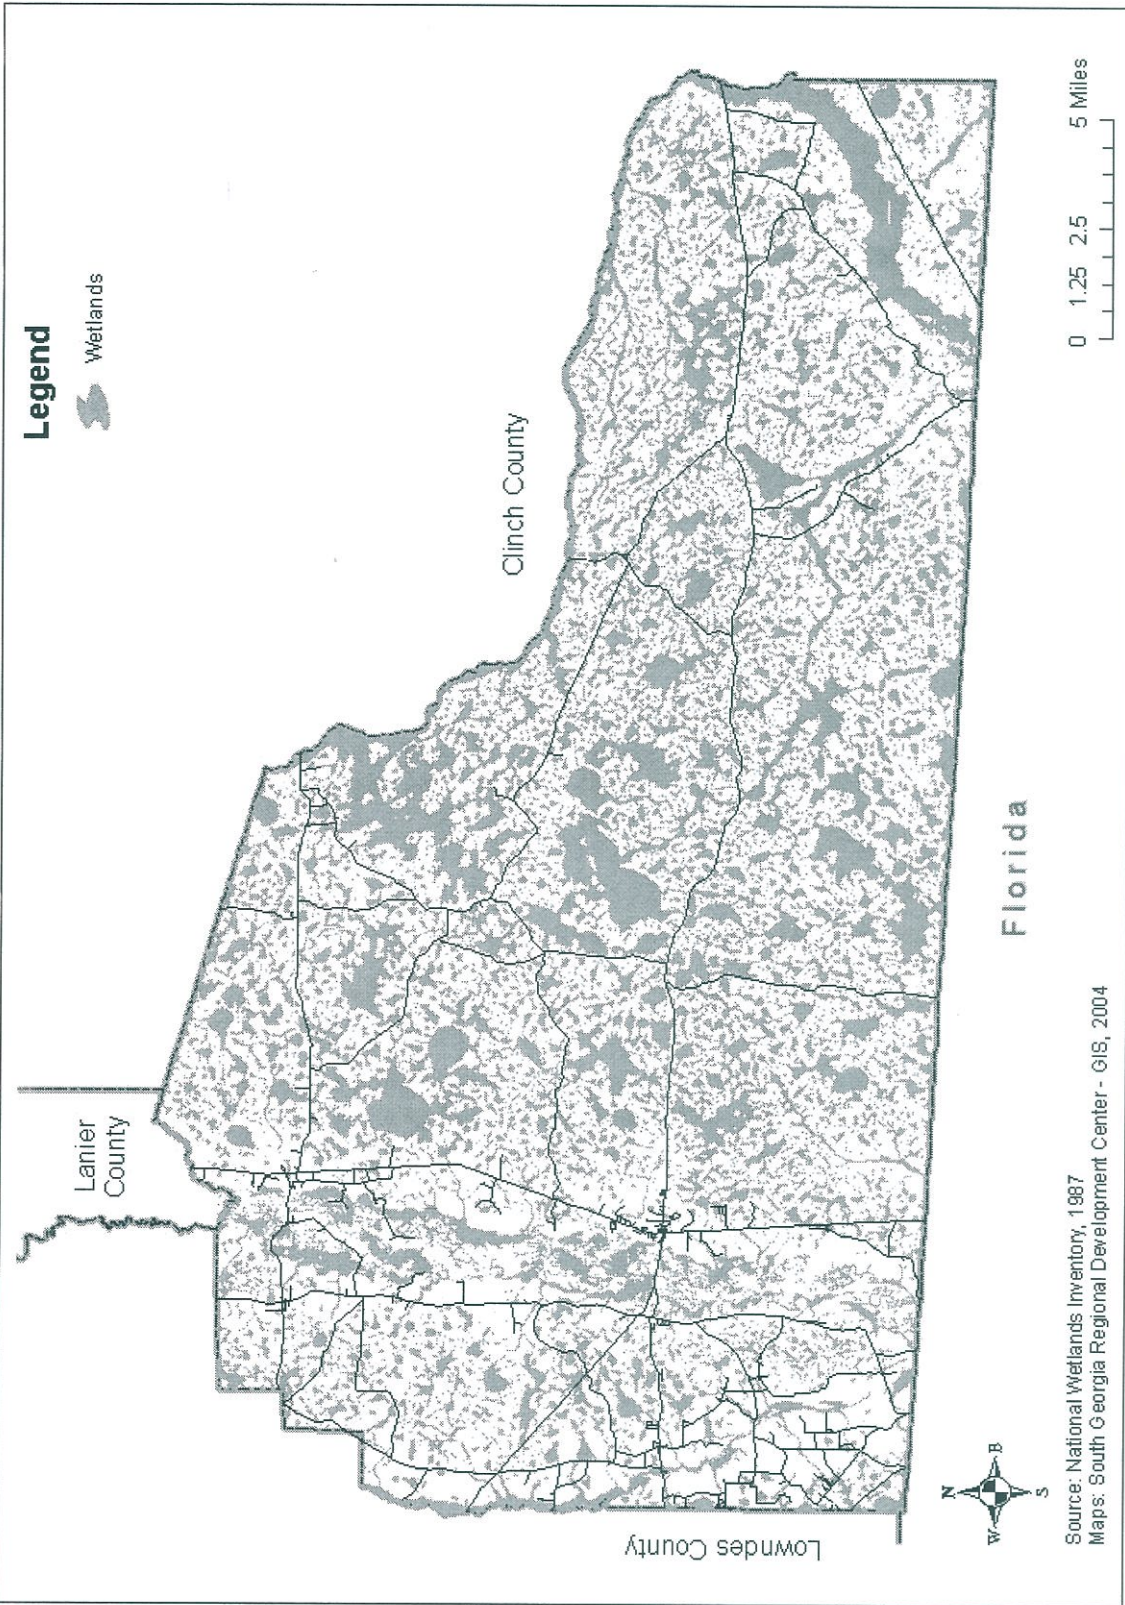 Legend
Wetlands
Lanier
County
Clinch County
Lowndes County
Florida
N
W
E
S
0 1.25 2.5 5 Miles
Source: National Wetlands Inventory, 1987
Maps: South Georgia Regional Development Center - GIS, 2004